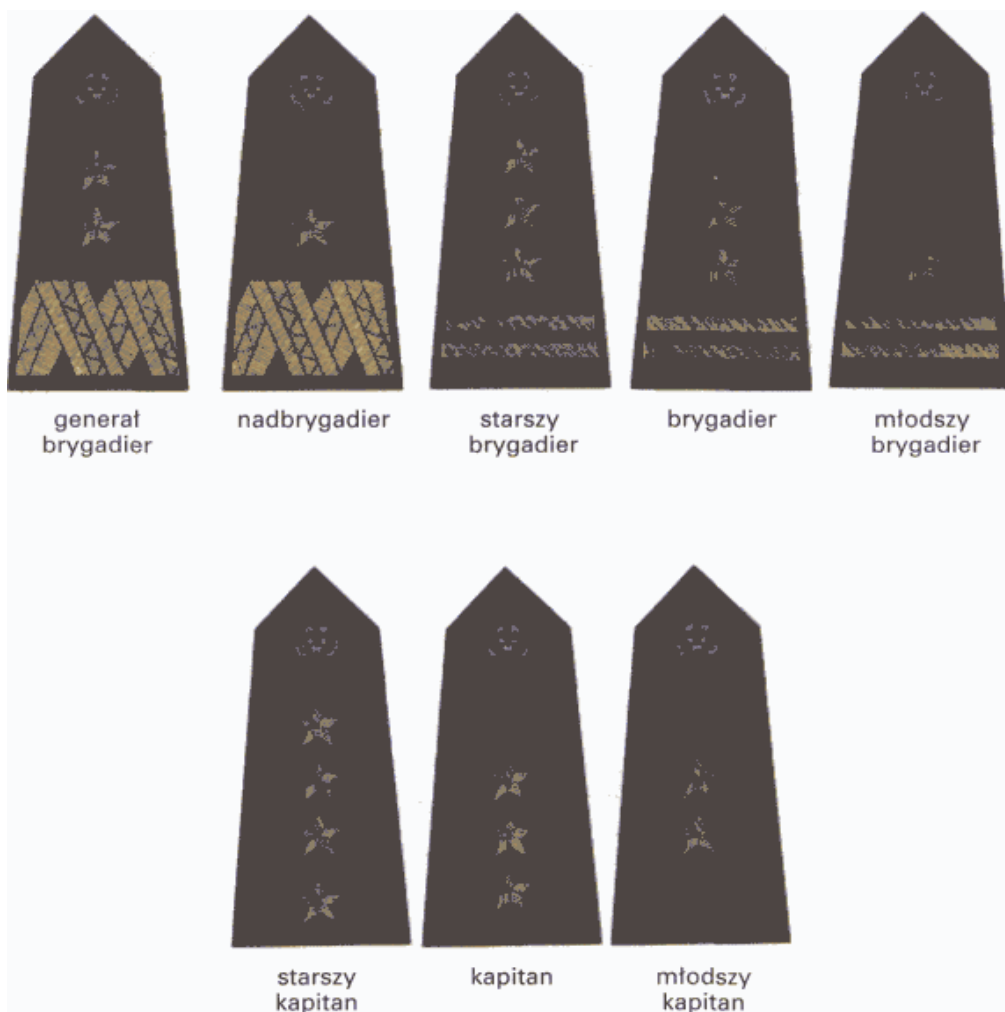 generał
brygadier
nadbrygadier
starszy
brygadier
brygadier
młodszy
brygadier
starszy
kapitan
kapitan
młodszy
kapitan